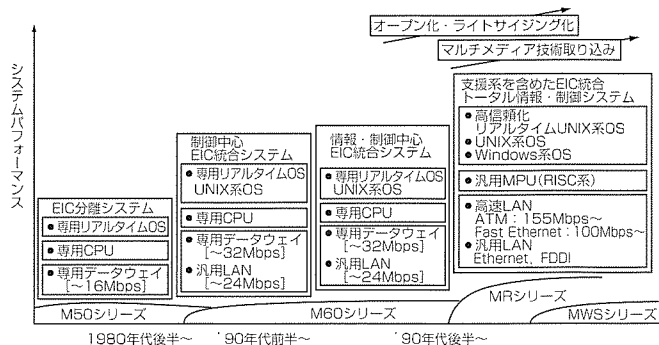 オープン化・ライトサイジング化
マルチメディア技術取り込み
システムパフォーマンス
EIC分離システム
●専用リアルタイムOS
●専用CPU
●専用データウェイ
[～16Mbps]
制御中心
EIC統合システム
●専用リアルタイムOS
UNIX系OS
●専用CPU
●専用データウェイ
[～32Mbps]
●汎用LAN
[～24Mbps]
情報・制御中心
EIC統合システム
●専用リアルタイムOS
UNIX系OS
●専用CPU
●専用データウェイ
[～32Mbps]
●汎用LAN
[～24Mbps]
支援系を含めたEIC統合
トータル情報・制御システム
●高信頼化
リアルタイムUNIX系OS
●UNIX系OS
●Windows系OS
●汎用MPU(RISC系)
●高速LAN
ATM：155Mbps～
Fast Ethernet：100Mbps～
●汎用LAN
Ethernet, FDDI
M50シリーズ
M60シリーズ
MRシリーズ
MWSシリーズ
1980年代後半～
'90年代前半～
'90年代後半～